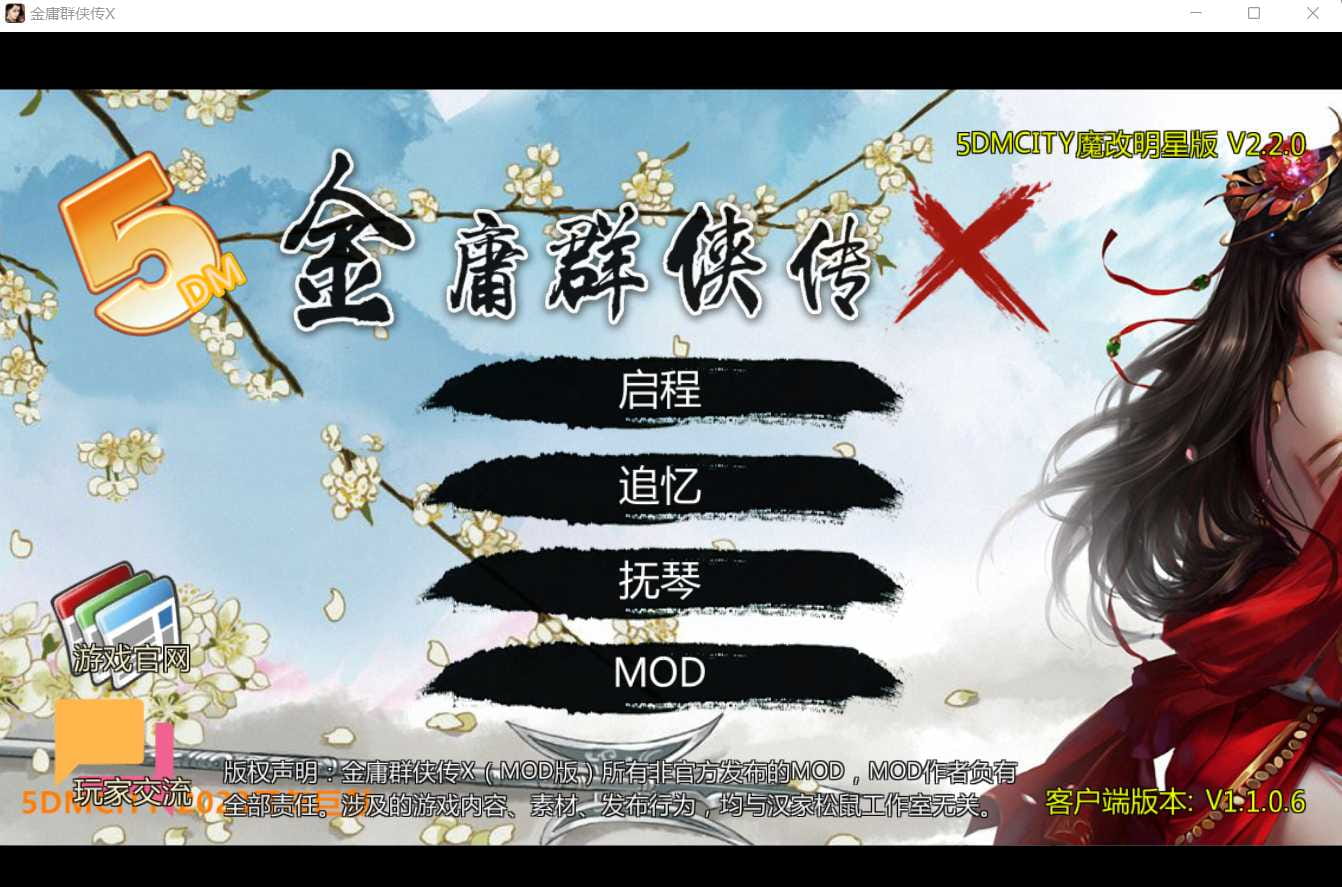 金庸群侠传X
5DMCITY魔改明星版 V2.2.0
5DM
金庸群侠传X
启程
追忆
抚琴
MOD
游戏官网
玩家交流
版权声明：金庸群侠传X（MOD版）所有非官方发布的MOD，MOD作者负有
全部责任。涉及的游戏内容、素材、发布行为，均与汉家松鼠工作室无关。
客户端版本: V1.1.0.6